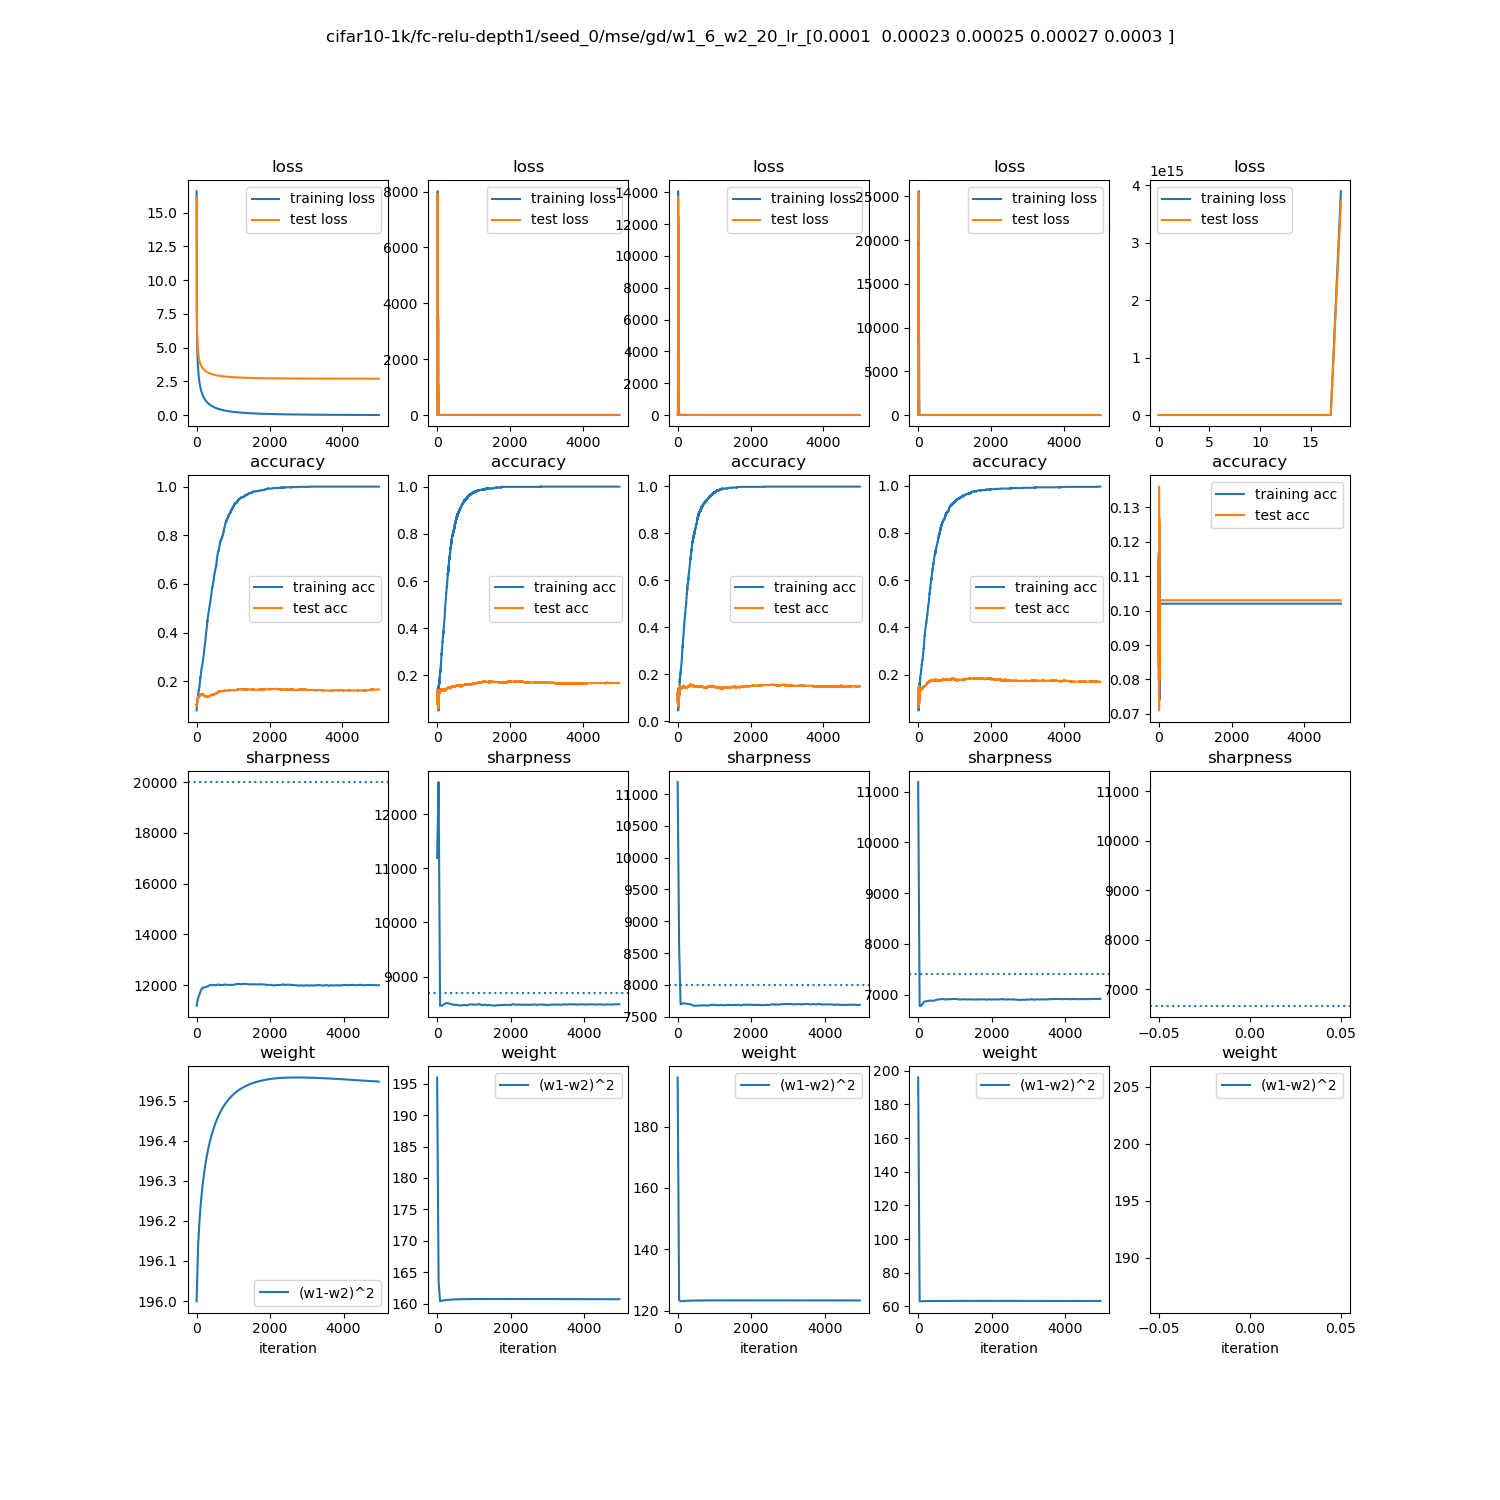 cifar10-1k/fc-relu-depth1/seed_0/mse/gd/w1_6_w2_20_lr_[0.0001  0.00023 0.00025 0.00027 0.0003 ]
loss loss loss loss loss
1e15
training loss training loss training loss training loss training loss
test loss test loss test loss test loss test loss
15.0 12.5 10.0 7.5 5.0 2.5 0.0
8000 6000 4000 2000 0
14000 12000 10000 8000 6000 4000 2000 0
25000 20000 15000 10000 5000 0
4 3 2 1 0
0 2000 4000 0 2000 4000 0 2000 4000 0 2000 4000 0 5 10 15
accuracy accuracy accuracy accuracy accuracy
1.0 0.8 0.6 0.4 0.2
1.0 0.8 0.6 0.4 0.2
1.0 0.8 0.6 0.4 0.2 0.0
1.0 0.8 0.6 0.4 0.2
0.13 0.12 0.11 0.10 0.09 0.08 0.07
training acc training acc training acc training acc training acc
test acc test acc test acc test acc test acc
0 2000 4000 0 2000 4000 0 2000 4000 0 2000 4000 0 2000 4000
sharpness sharpness sharpness sharpness sharpness
20000 18000 16000 14000 12000
12000 11000 10000 9000
11000 10500 10000 9500 9000 8500 8000 7500
11000 10000 9000 8000 7000
11000 10000 9000 8000 7000
0 2000 4000 0 2000 4000 0 2000 4000 0 2000 4000 −0.05 0.00 0.05
weight weight weight weight weight
196.5 196.4 196.3 196.2 196.1 196.0
195 190 185 180 175 170 165 160
180 160 140 120
200 180 160 140 120 100 80 60
205 200 195 190
(w1-w2)^2 (w1-w2)^2 (w1-w2)^2 (w1-w2)^2 (w1-w2)^2
0 2000 4000 0 2000 4000 0 2000 4000 0 2000 4000 −0.05 0.00 0.05
iteration iteration iteration iteration iteration